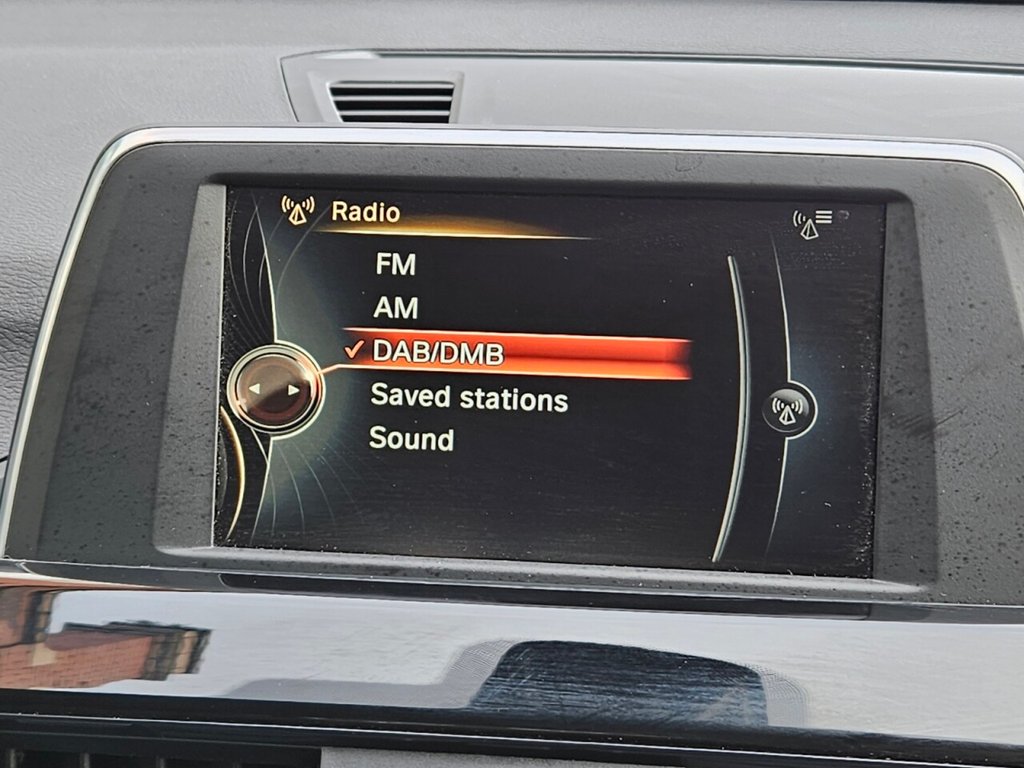 Radio
FM
AM
✓ DAB/DMB
Saved stations
Sound